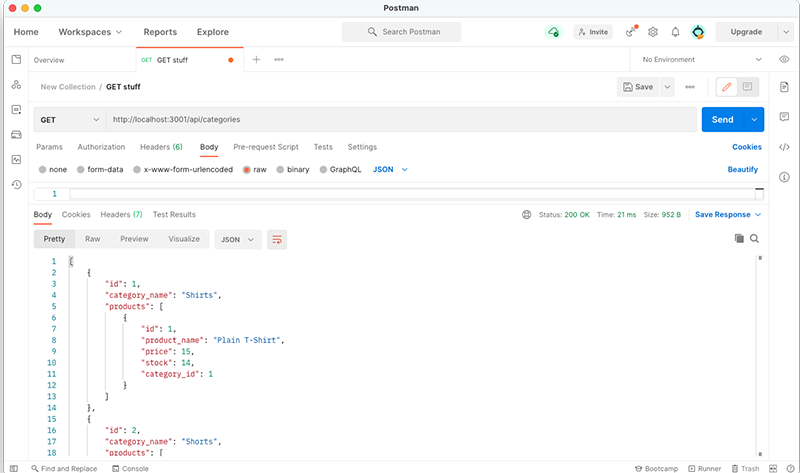 Postman
Home Workspaces Reports Explore Search Postman Invite Upgrade
Overview GET GET stuff No Environment
New Collection / GET stuff Save
GET http://localhost:3001/api/categories Send
Params Authorization Headers (6) Body Pre-request Script Tests Settings Cookies
none form-data x-www-form-urlencoded raw binary GraphQL JSON Beautify
1
Body Cookies Headers (7) Test Results Status: 200 OK Time: 21 ms Size: 952 B Save Response
Pretty Raw Preview Visualize JSON
1 [
2 {
3 "id": 1,
4 "category_name": "Shirts",
5 "products": [
6 {
7 "id": 1,
8 "product_name": "Plain T-Shirt",
9 "price": 15,
10 "stock": 14,
11 "category_id": 1
12 }
13 ]
14 },
15 {
16 "id": 2,
17 "category_name": "Shorts",
18 "products": [
Find and Replace Console Bootcamp Runner Trash